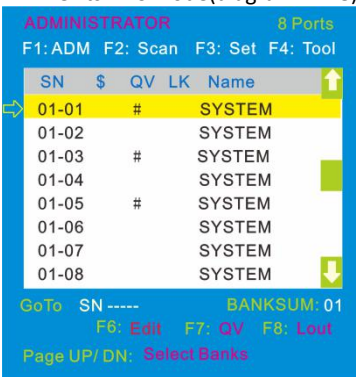 ADMINISTRATOR 8 Ports
F1: ADM F2: Scan F3: Set F4: Tool
SN $ QV LK Name
01-01 # SYSTEM
01-02 SYSTEM
01-03 # SYSTEM
01-04 SYSTEM
01-05 # SYSTEM
01-06 SYSTEM
01-07 SYSTEM
01-08 SYSTEM
GoTo SN ----- BANKSUM: 01
F6: Edit F7: QV F8: Lout
Page UP/ DN: Select Banks